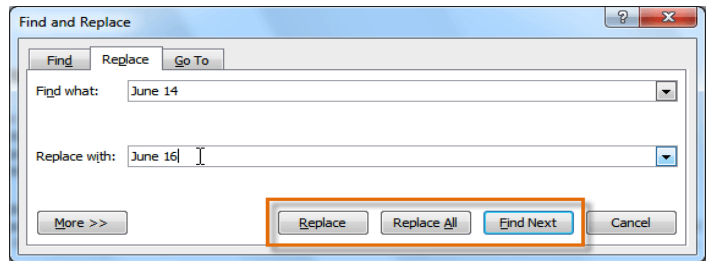 Find and Replace
Find Replace Go To
Find what: June 14
Replace with: June 16
More >> Replace Replace All Find Next Cancel